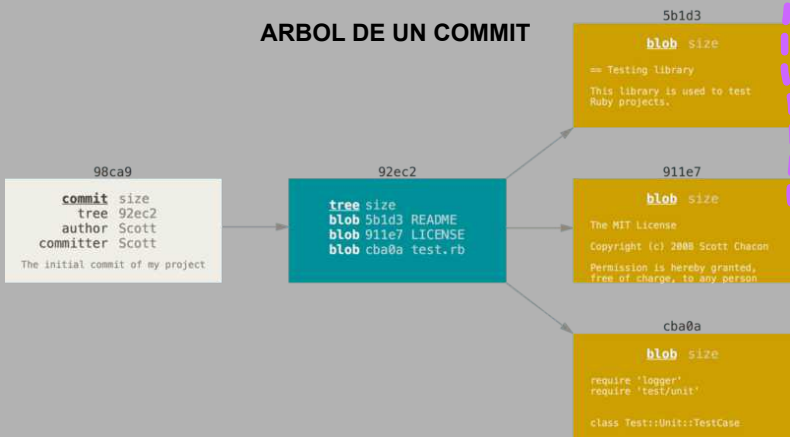 ARBOL DE UN COMMIT
98ca9
commit size
tree 92ec2
author Scott
committer Scott
The initial commit of my project
92ec2
tree size
blob 5b1d3 README
blob 911e7 LICENSE
blob cba0a test.rb
5b1d3
blob size
== Testing library
This library is used to test
Ruby projects.
911e7
blob size
The MIT License
Copyright (c) 2008 Scott Chacon
Permission is hereby granted,
free of charge, to any person
cba0a
blob size
require 'logger'
require 'test/unit'
class Test::Unit::TestCase